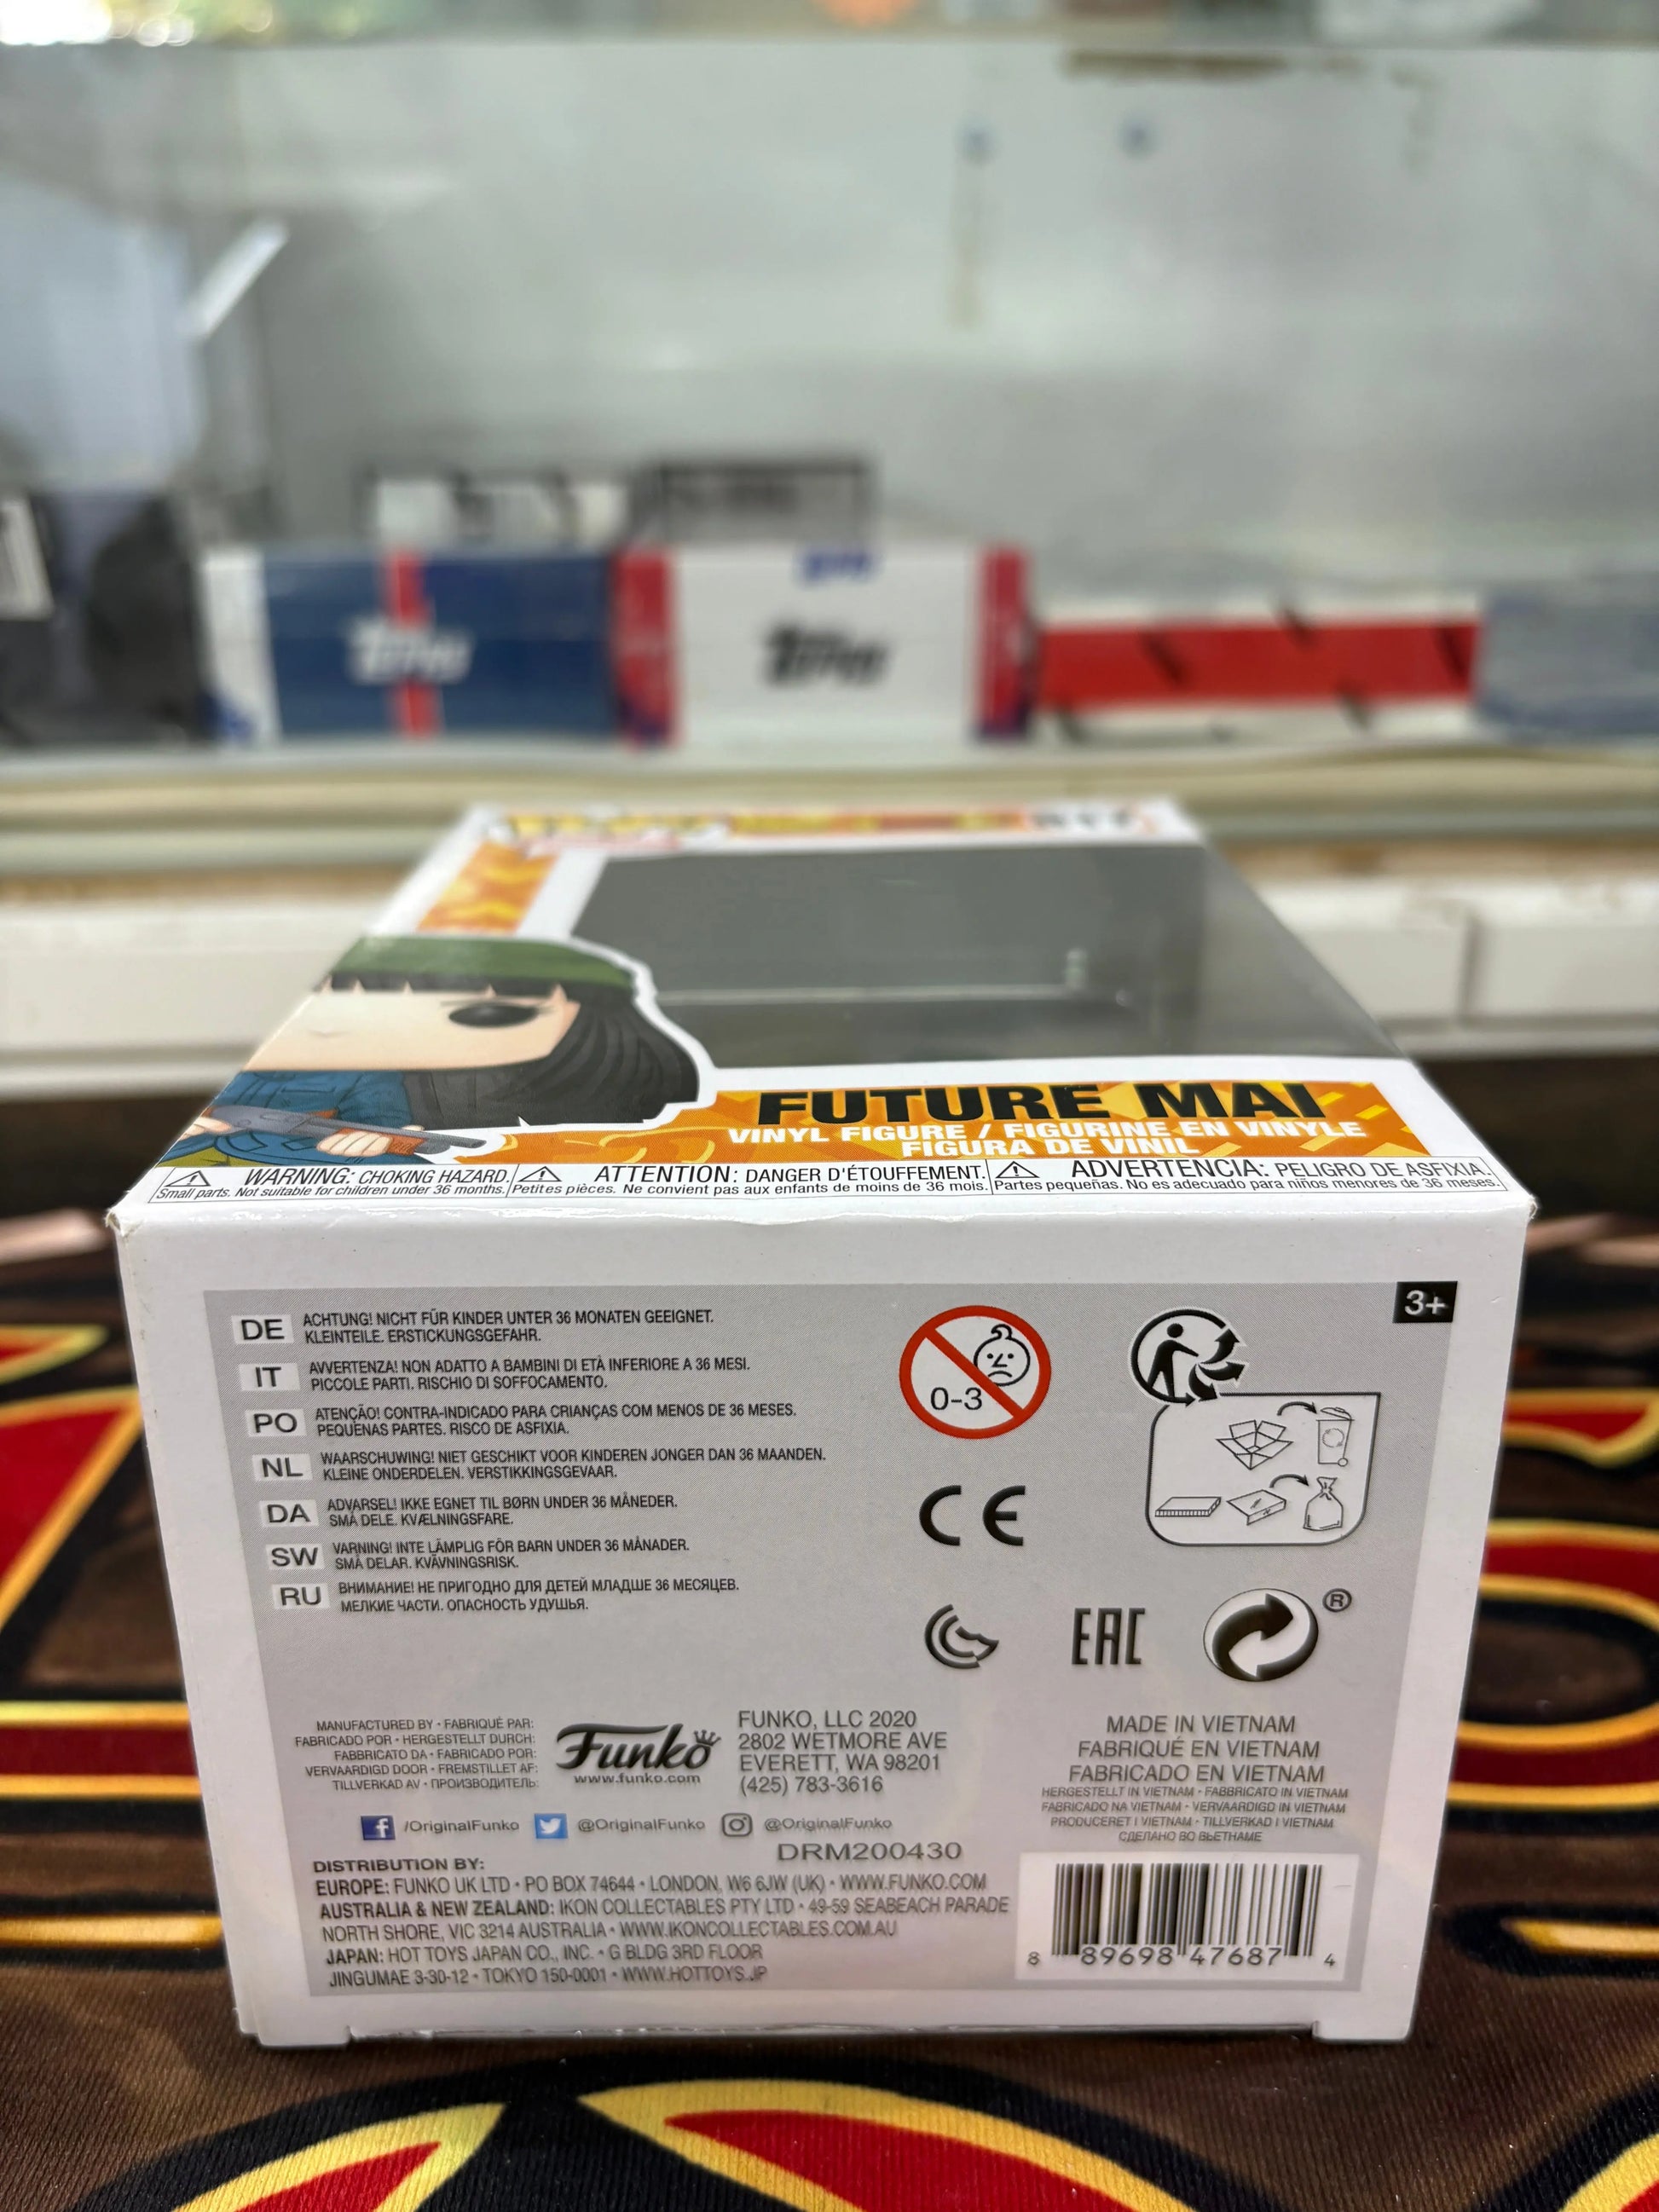 Topps
Topps
FUTURE MAI
VINYL FIGURE / FIGURINE EN VINYLE
FIGURA DE VINIL
WARNING: CHOKING HAZARD.
Small parts. Not suitable for children under 36 months.
ATTENTION: DANGER D'ÉTOUFFEMENT.
Petites pièces. Ne convient pas aux enfants de moins de 36 mois.
ADVERTENCIA: PELIGRO DE ASFIXIA.
Partes pequeñas. No es adecuado para niños menores de 36 meses.
3+
DE ACHTUNG! NICHT FÜR KINDER UNTER 36 MONATEN GEEIGNET.
KLEINTEILE. ERSTICKUNGSGEFAHR.
IT AVVERTENZA! NON ADATTO A BAMBINI DI ETÀ INFERIORE A 36 MESI.
PICCOLE PARTI. RISCHIO DI SOFFOCAMENTO.
PO ATENÇÃO! CONTRA-INDICADO PARA CRIANÇAS COM MENOS DE 36 MESES.
PEQUENAS PARTES. RISCO DE ASFIXIA.
NL WAARSCHUWING! NIET GESCHIKT VOOR KINDEREN JONGER DAN 36 MAANDEN.
KLEINE ONDERDELEN. VERSTIKKINGSGEVAAR.
DA ADVARSEL! IKKE EGNET TIL BØRN UNDER 36 MÅNEDER.
SMÅ DELE. KVÆLNINGSFARE.
SW VARNING! INTE LÄMPLIG FÖR BARN UNDER 36 MÅNADER.
SMÅ DELAR. KVÄVNINGSRISK.
RU ВНИМАНИЕ! НЕ ПРИГОДНО ДЛЯ ДЕТЕЙ МЛАДШЕ 36 МЕСЯЦЕВ.
МЕЛКИЕ ЧАСТИ. ОПАСНОСТЬ УДУШЬЯ.
0-3
CE
EAC
®
MANUFACTURED BY • FABRIQUÉ PAR:
FABRICADO POR • HERGESTELLT DURCH:
FABBRICATO DA • FABRICADO POR:
VERVAARDIGD DOOR • FREMSTILLET AF:
TILLVERKAD AV • ПРОИЗВОДИТЕЛЬ:
Funko
www.funko.com
FUNKO, LLC 2020
2802 WETMORE AVE
EVERETT, WA 98201
(425) 783-3616
MADE IN VIETNAM
FABRIQUÉ EN VIETNAM
FABRICADO EN VIETNAM
HERGESTELLT IN VIETNAM • FABBRICATO IN VIETNAM
FABRICADO NA VIETNAM • VERVAARDIGD IN VIETNAM
PRODUCERET I VIETNAM • TILLVERKAD I VIETNAM
СДЕЛАНО ВО ВЬЕТНАМЕ
/OriginalFunko @OriginalFunko @OriginalFunko
DRM200430
DISTRIBUTION BY:
EUROPE: FUNKO UK LTD • PO BOX 74644 • LONDON, W6 6JW (UK) • WWW.FUNKO.COM
AUSTRALIA & NEW ZEALAND: IKON COLLECTABLES PTY LTD • 49-59 SEABEACH PARADE
NORTH SHORE, VIC 3214 AUSTRALIA • WWW.IKONCOLLECTABLES.COM.AU
JAPAN: HOT TOYS JAPAN CO., INC. • G BLDG 3RD FLOOR
JINGUMAE 3-30-12 • TOKYO 150-0001 • WWW.HOTTOYS.JP
8 89698 47687 4